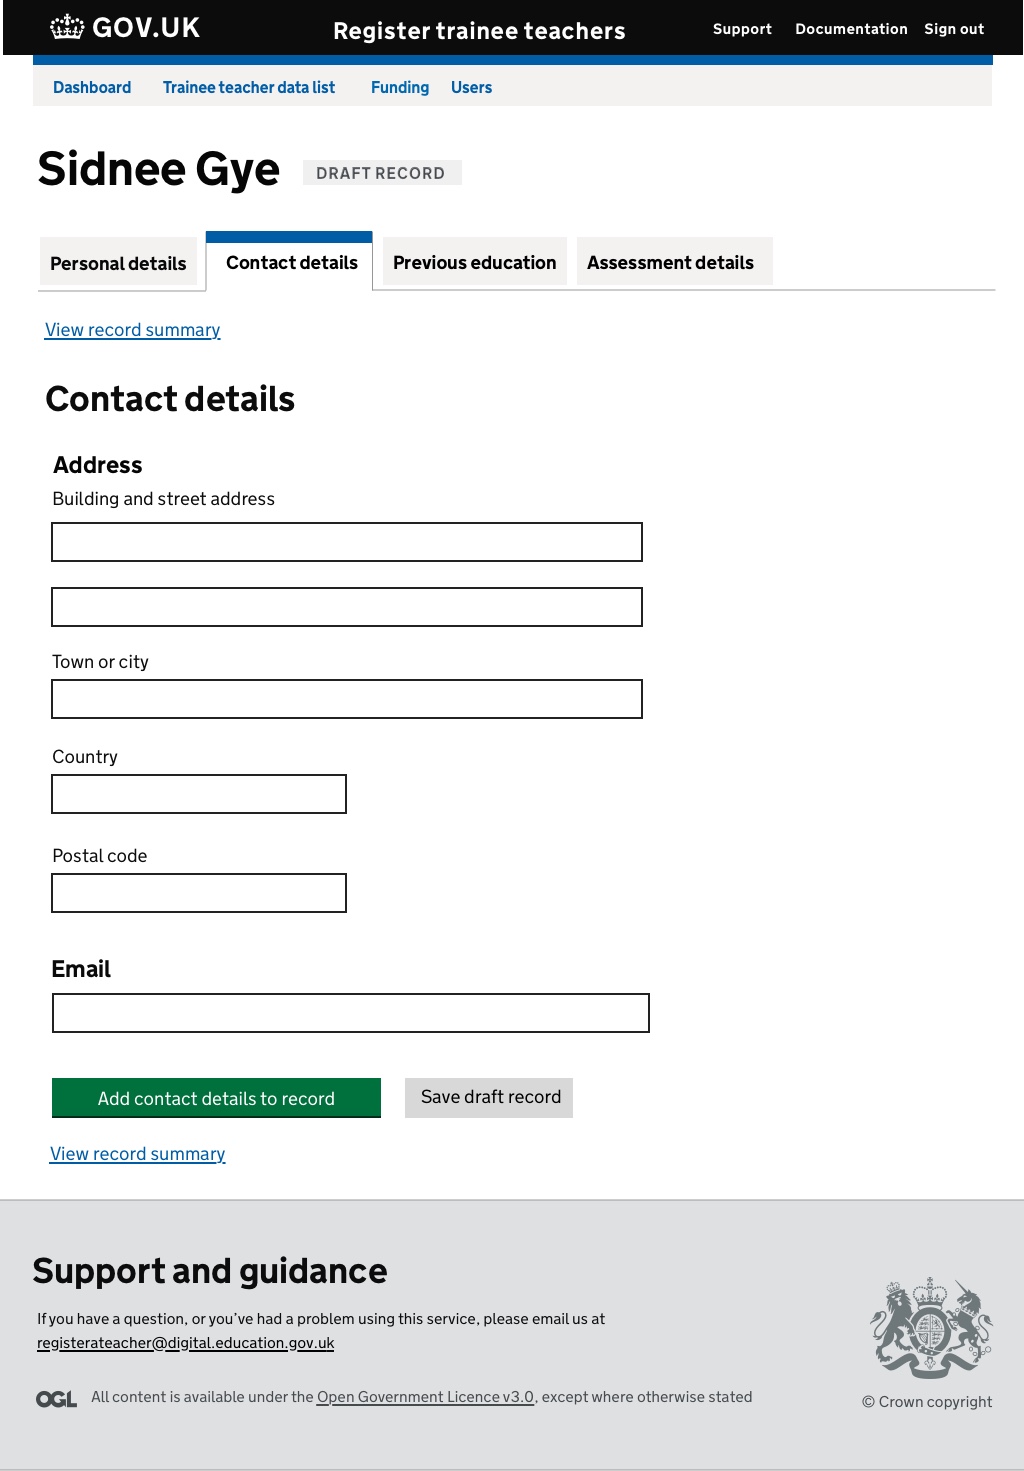 GOV.UK Register trainee teachers Support Documentation Sign out
Dashboard Trainee teacher data list Funding Users
Sidnee Gye DRAFT RECORD
Personal details Contact details Previous education Assessment details
View record summary
Contact details
Address
Building and street address
Town or city
Country
Postal code
Email
Add contact details to record Save draft record
View record summary
Support and guidance
If you have a question, or you’ve had a problem using this service, please email us at
registerateacher@digital.education.gov.uk
OGL All content is available under the Open Government Licence v3.0, except where otherwise stated
© Crown copyright